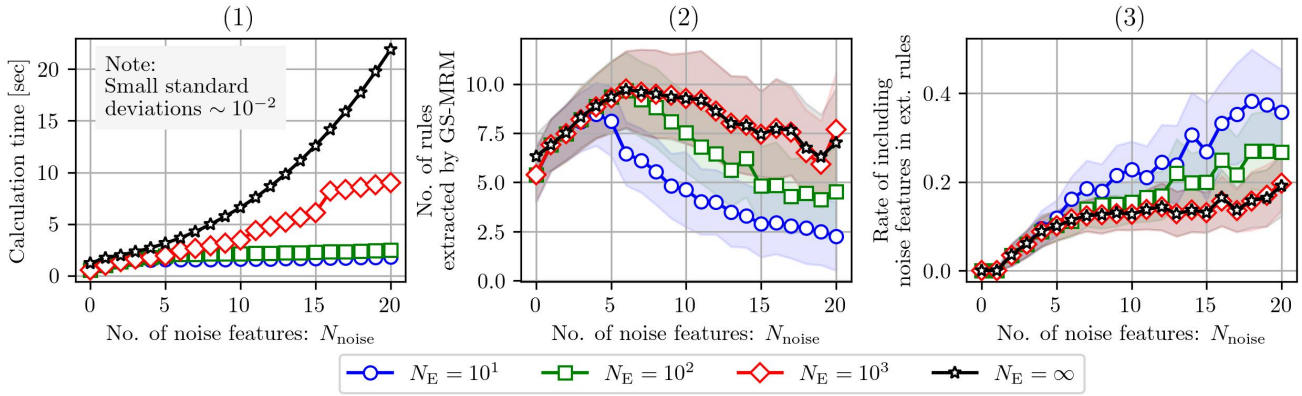 (1)
Calculation time [sec]
20
15
10
5
0
Note:
Small standard
deviations ∼ 10⁻²
0 5 10 15 20
No. of noise features: N_noise
(2)
No. of rules
extracted by GS-MRM
10.0
7.5
5.0
2.5
0.0
0 5 10 15 20
No. of noise features: N_noise
(3)
Rate of including
noise features in ext. rules
0.4
0.2
0.0
0 5 10 15 20
No. of noise features: N_noise
N_E = 10¹ N_E = 10² N_E = 10³ N_E = ∞